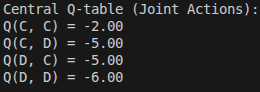 Central Q-table (Joint Actions):
Q(C, C) = -2.00
Q(C, D) = -5.00
Q(D, C) = -5.00
Q(D, D) = -6.00